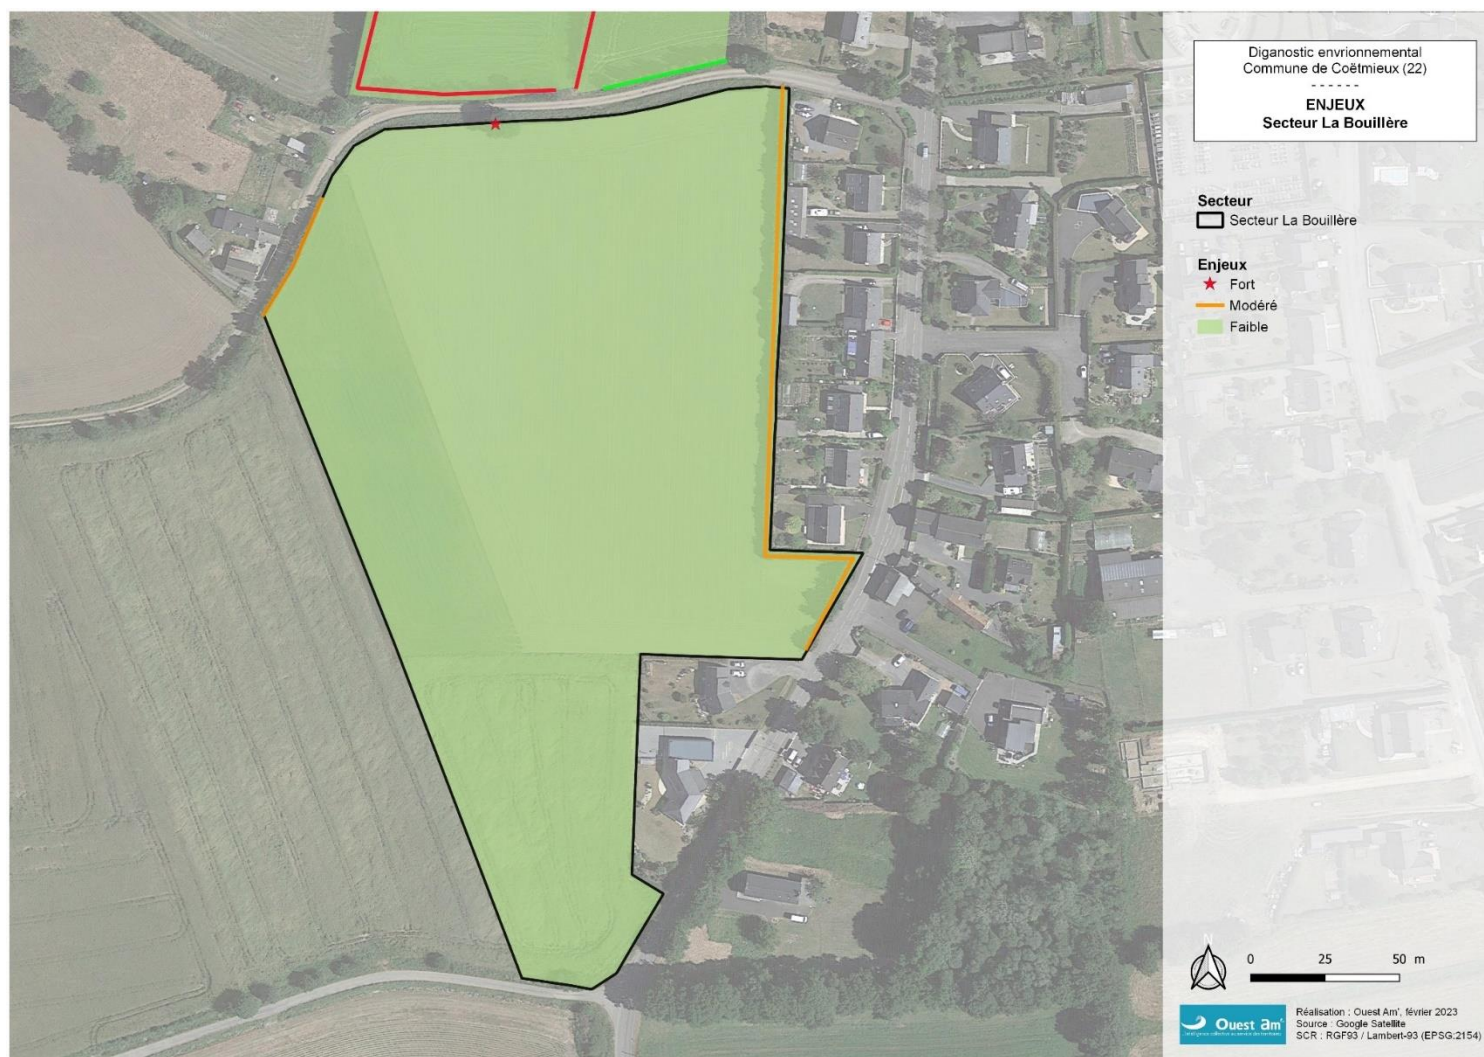 Diganostic envrionnemental
Commune de Coëtmieux (22)
- - - - - -
ENJEUX
Secteur La Bouillère
Secteur
Secteur La Bouillère
Enjeux
Fort
Modéré
Faible
N
0 25 50 m
Ouest am'
Réalisation : Ouest Am', février 2023
Source : Google Satellite
SCR : RGF93 / Lambert-93 (EPSG:2154)